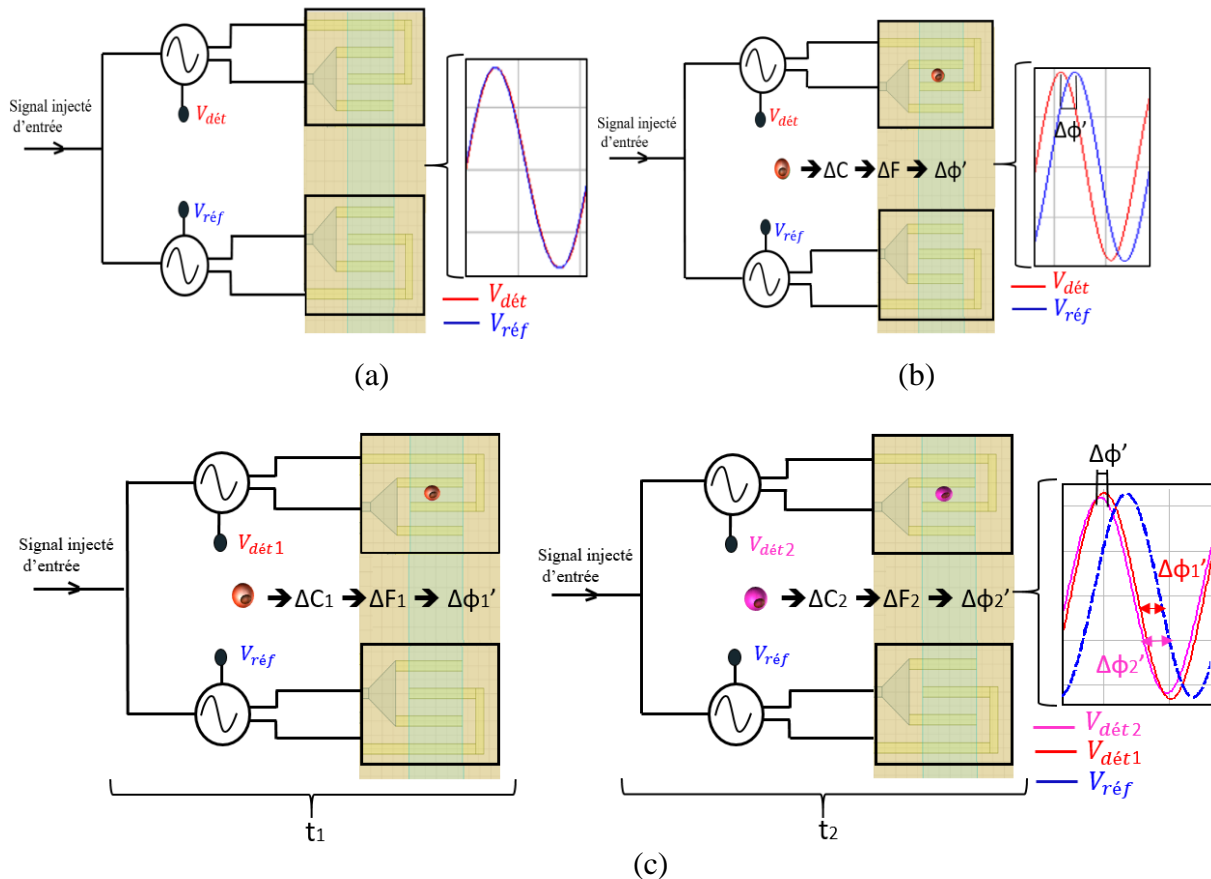 Signal injecté
d'entrée
V_dét
V_réf
V_dét
V_réf
(a)
Signal injecté
d'entrée
V_dét
➔ΔC ➔ΔF ➔ Δϕ'
V_réf
Δϕ'
V_dét
V_réf
(b)
Signal injecté
d'entrée
V_dét1
➔ΔC₁ ➔ΔF₁ ➔ Δϕ₁'
V_réf
t₁
Signal injecté
d'entrée
V_dét2
➔ΔC₂ ➔ΔF₂ ➔ Δϕ₂'
V_réf
t₂
Δϕ'
Δϕ₁'
Δϕ₂'
V_dét2
V_dét1
V_réf
(c)